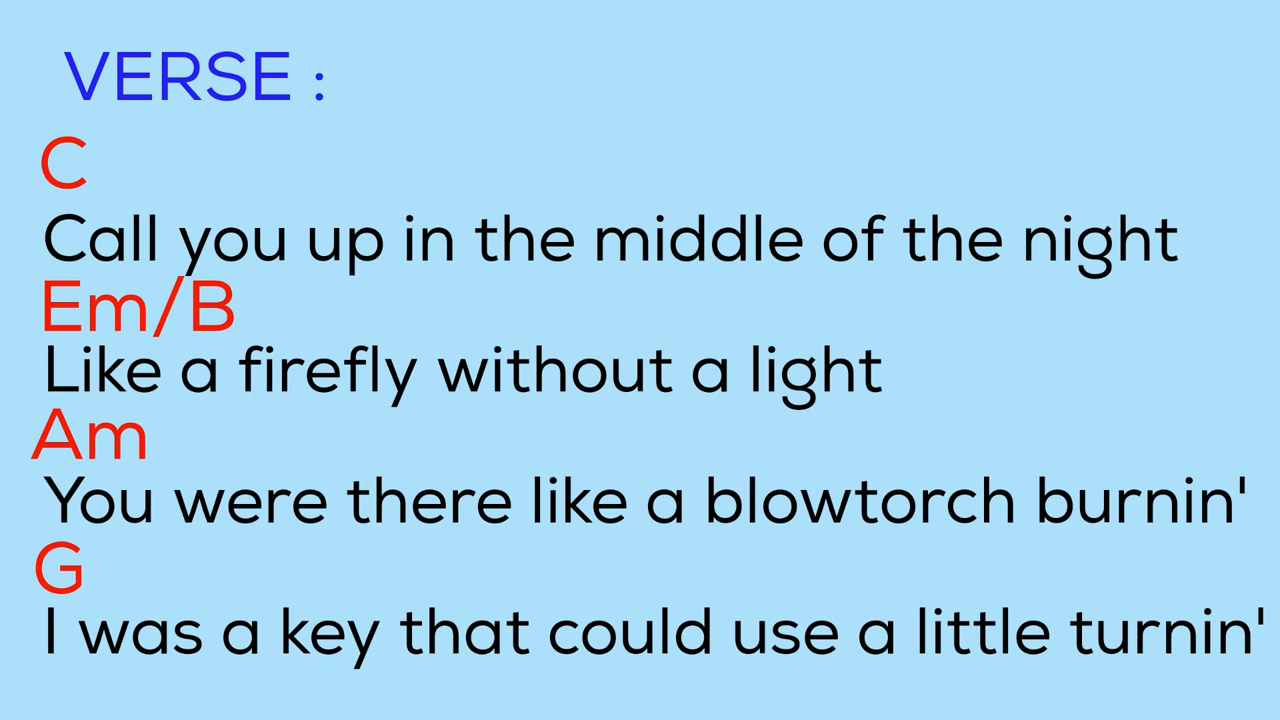 VERSE :
C
Call you up in the middle of the night
Em/B
Like a firefly without a light
Am
You were there like a blowtorch burnin'
G
I was a key that could use a little turnin'